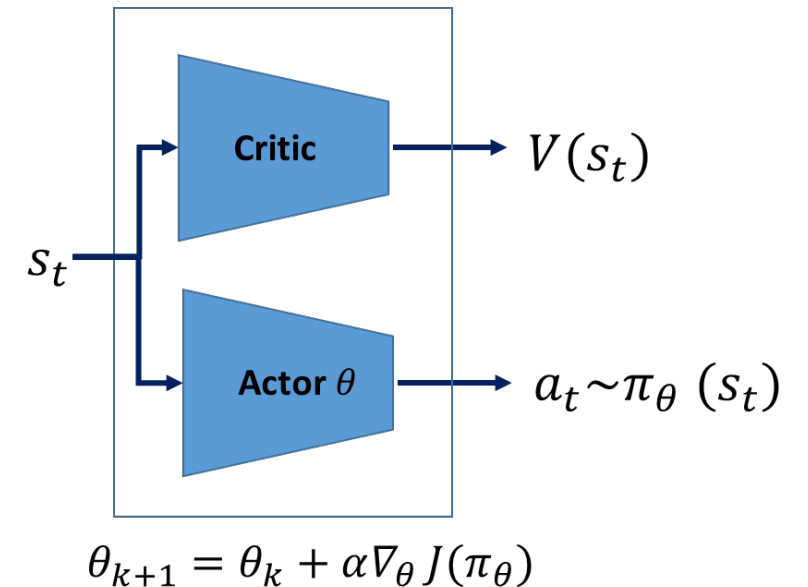 Critic
V(s_t)
s_t
Actor θ
a_t~π_θ (s_t)
θ_{k+1} = θ_k + α∇_θ J(π_θ)